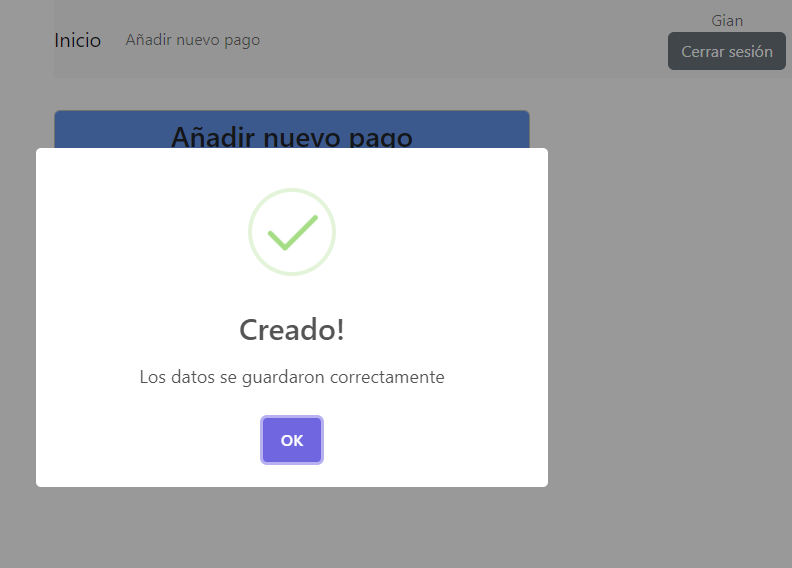 Gian
Inicio Añadir nuevo pago
Cerrar sesión
Añadir nuevo pago
Creado!
Los datos se guardaron correctamente
OK